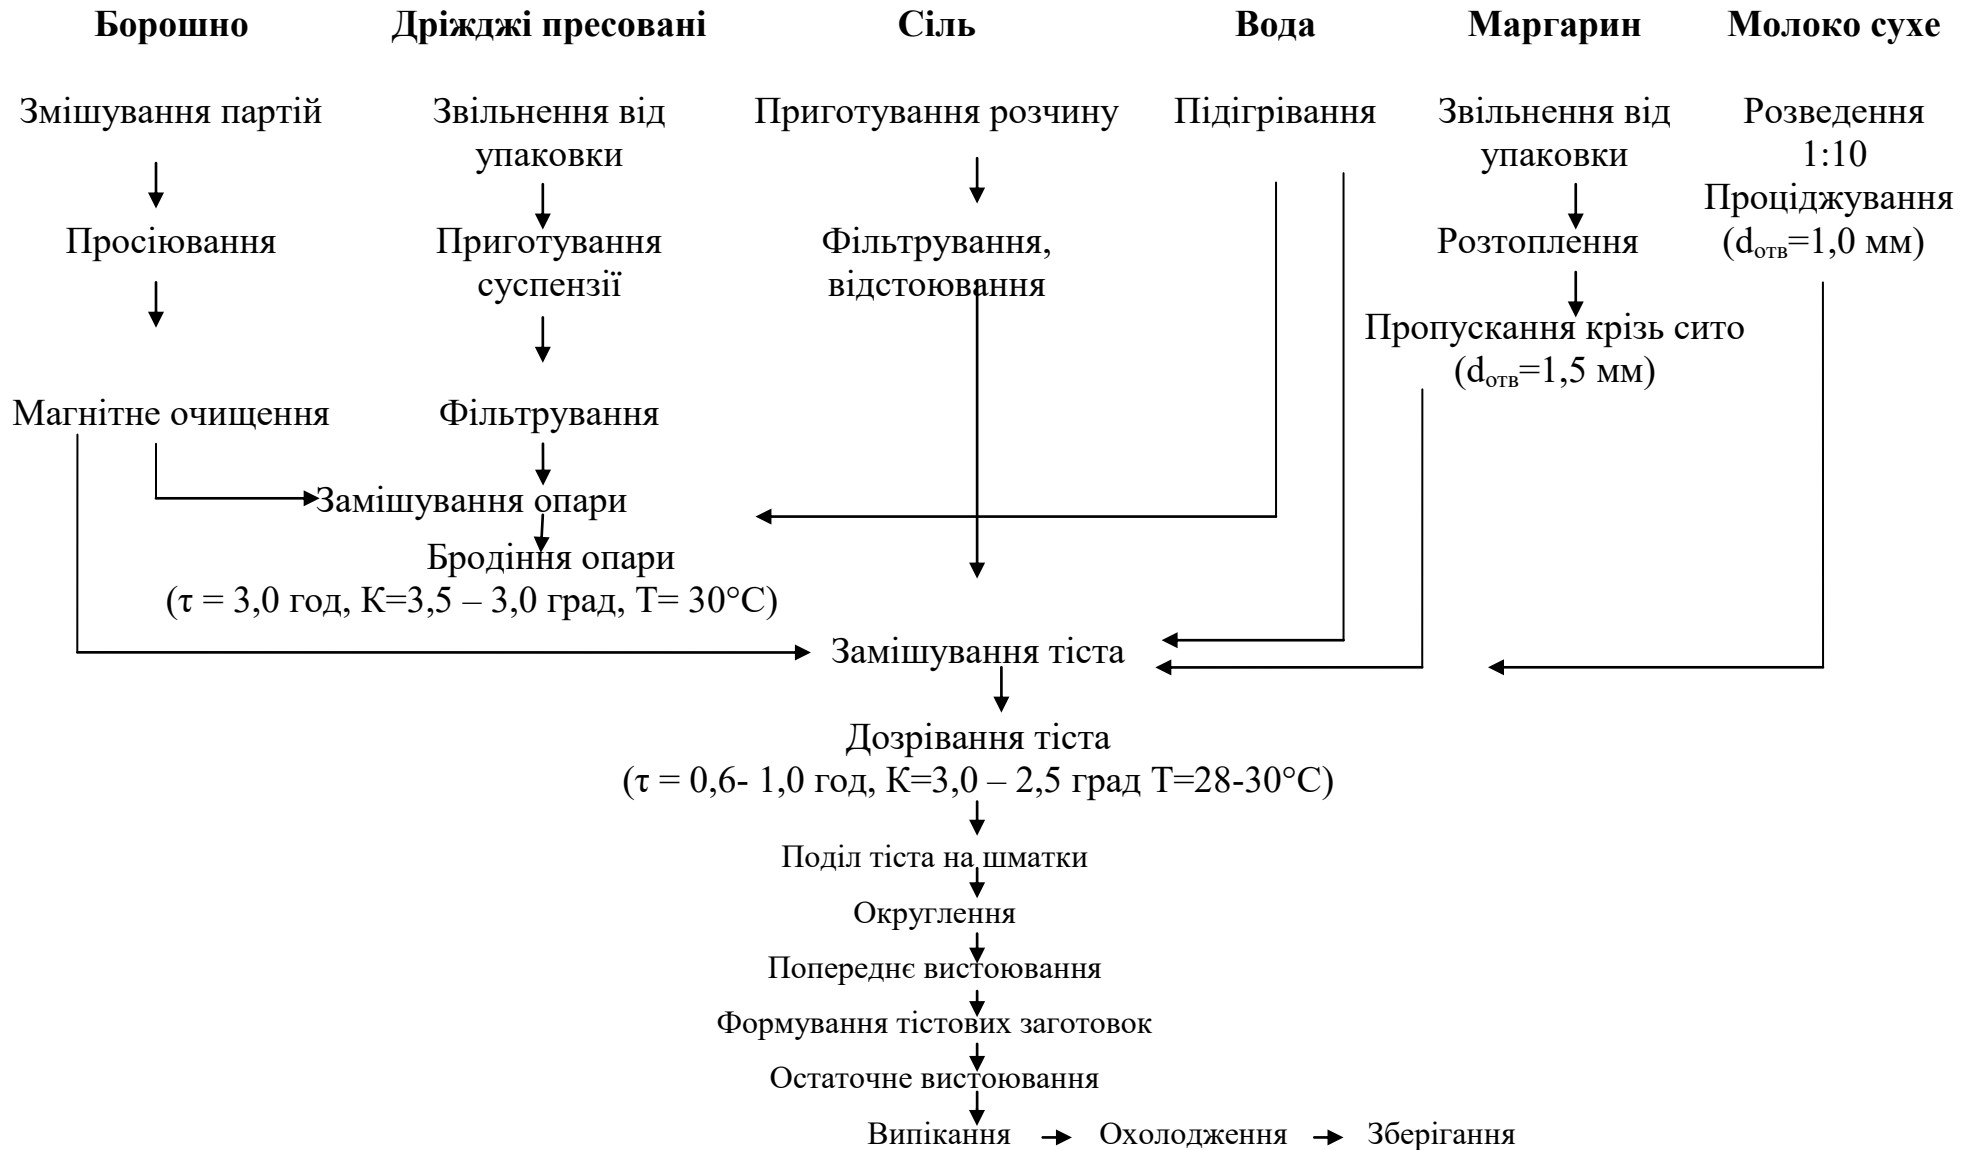 Борошно Дріжджі пресовані Сіль Вода Маргарин Молоко сухе
Змішування партій Звільнення від Приготування розчину Підігрівання Звільнення від Розведення
упаковки упаковки 1:10
Проціджування
Просіювання Приготування Фільтрування, Розтоплення (dотв=1,0 мм)
суспензії відстоювання
Пропускання крізь сито
(dотв=1,5 мм)
Магнітне очищення Фільтрування
Замішування опари
Бродіння опари
(τ = 3,0 год, К=3,5 – 3,0 град, Т= 30°С)
Замішування тіста
Дозрівання тіста
(τ = 0,6- 1,0 год, К=3,0 – 2,5 град Т=28-30°С)
Поділ тіста на шматки
Округлення
Попереднє вистоювання
Формування тістових заготовок
Остаточне вистоювання
Випікання Охолодження Зберігання